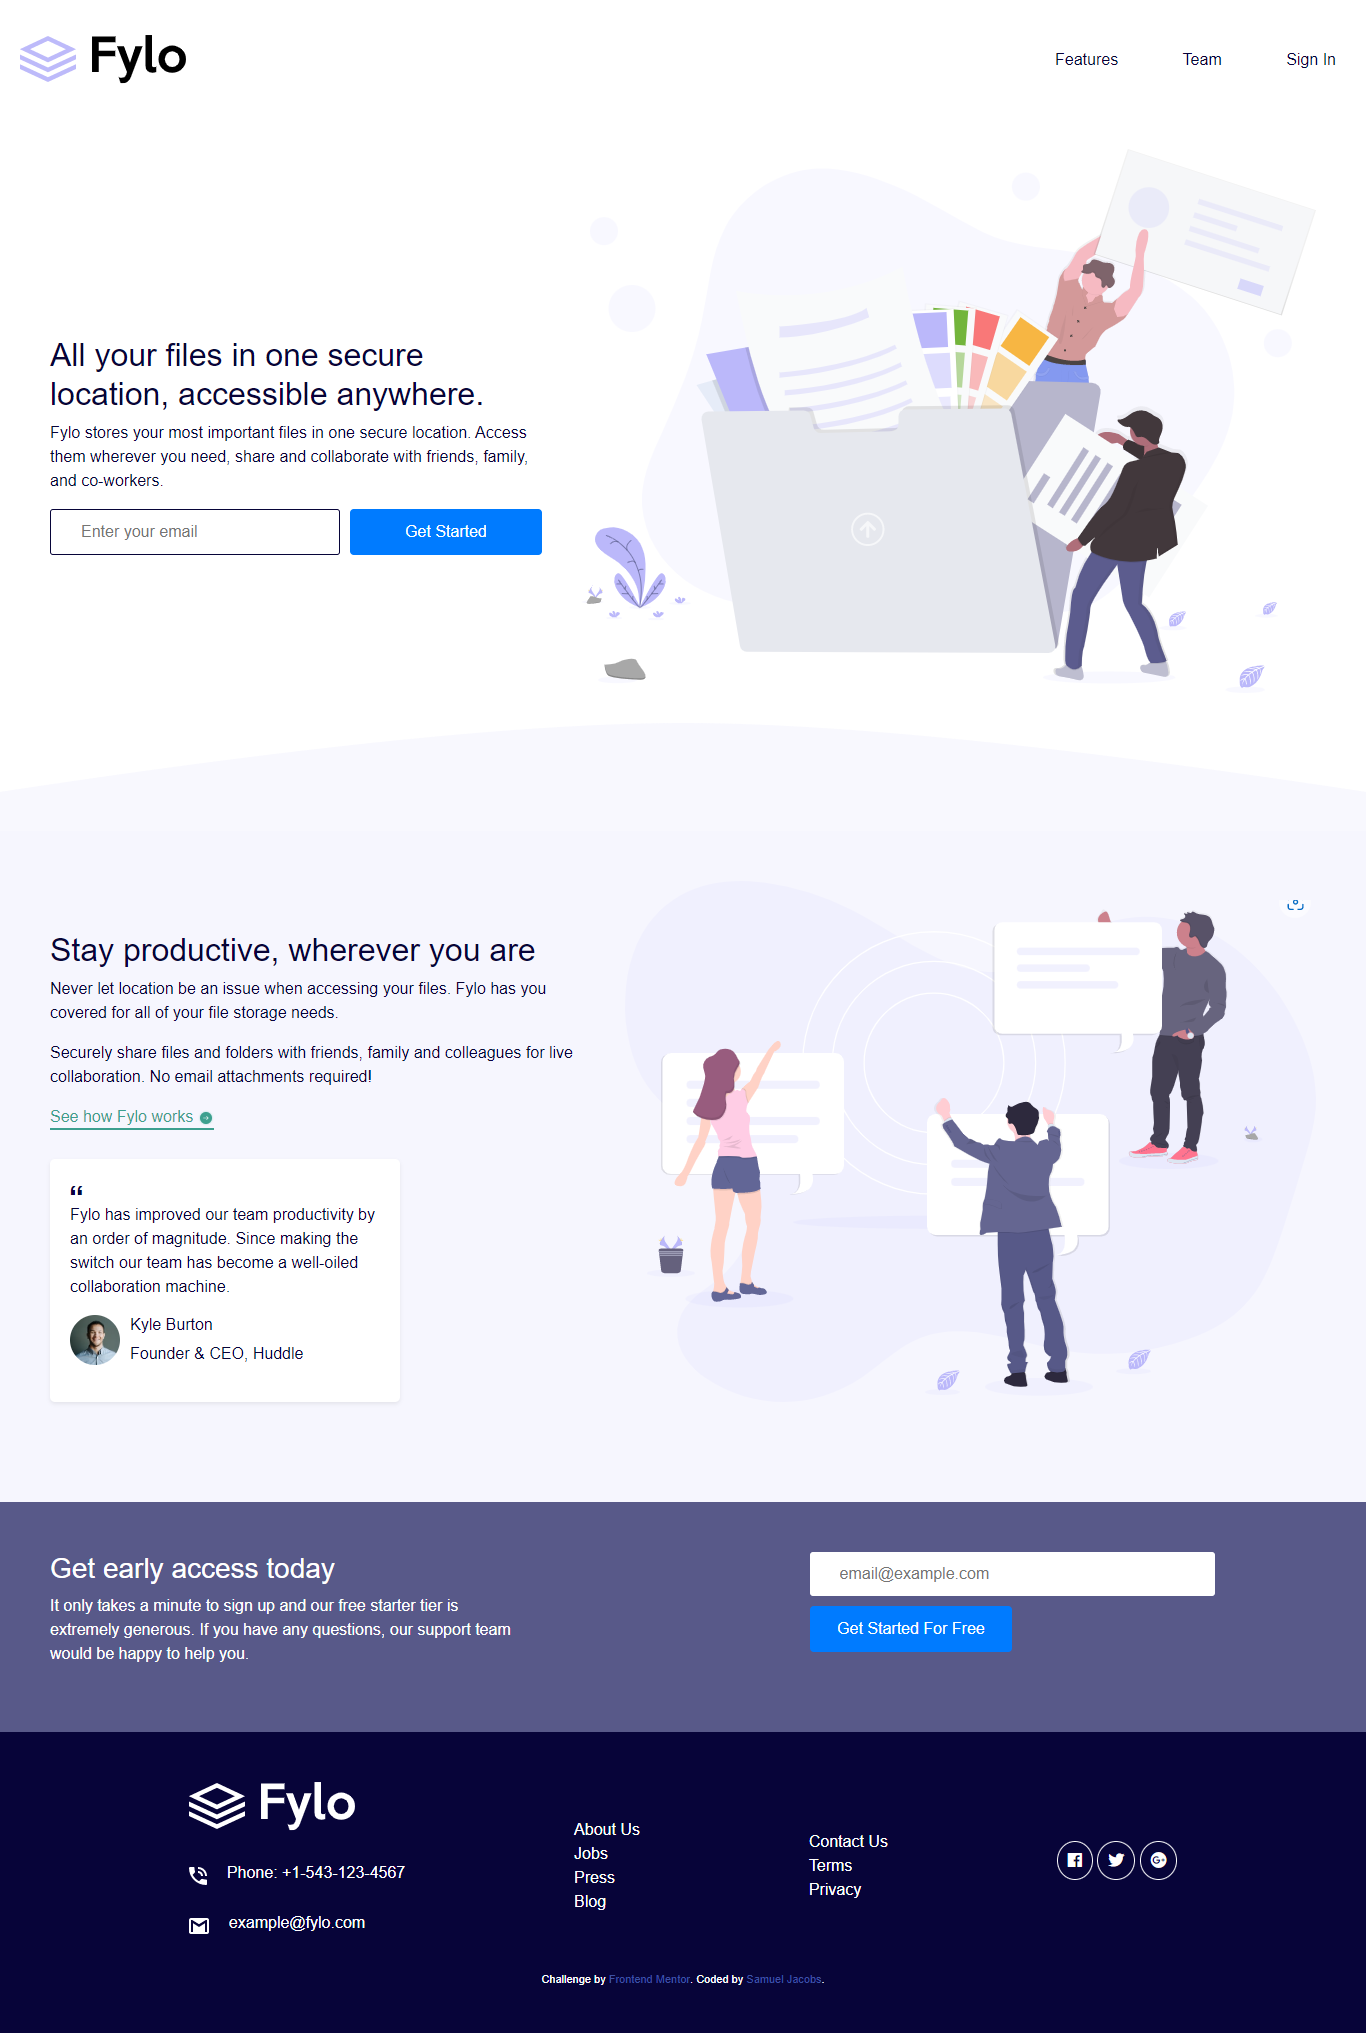 Fylo
Features
Team
Sign In
All your files in one secure
location, accessible anywhere.
Fylo stores your most important files in one secure location. Access
them wherever you need, share and collaborate with friends, family,
and co-workers.
Enter your email
Get Started
Stay productive, wherever you are
Never let location be an issue when accessing your files. Fylo has you
covered for all of your file storage needs.
Securely share files and folders with friends, family and colleagues for live
collaboration. No email attachments required!
See how Fylo works
“
Fylo has improved our team productivity by
an order of magnitude. Since making the
switch our team has become a well-oiled
collaboration machine.
Kyle Burton
Founder & CEO, Huddle
Get early access today
It only takes a minute to sign up and our free starter tier is
extremely generous. If you have any questions, our support team
would be happy to help you.
email@example.com
Get Started For Free
Fylo
Phone: +1-543-123-4567
example@fylo.com
About Us
Jobs
Press
Blog
Contact Us
Terms
Privacy
Challenge by Frontend Mentor. Coded by Samuel Jacobs.